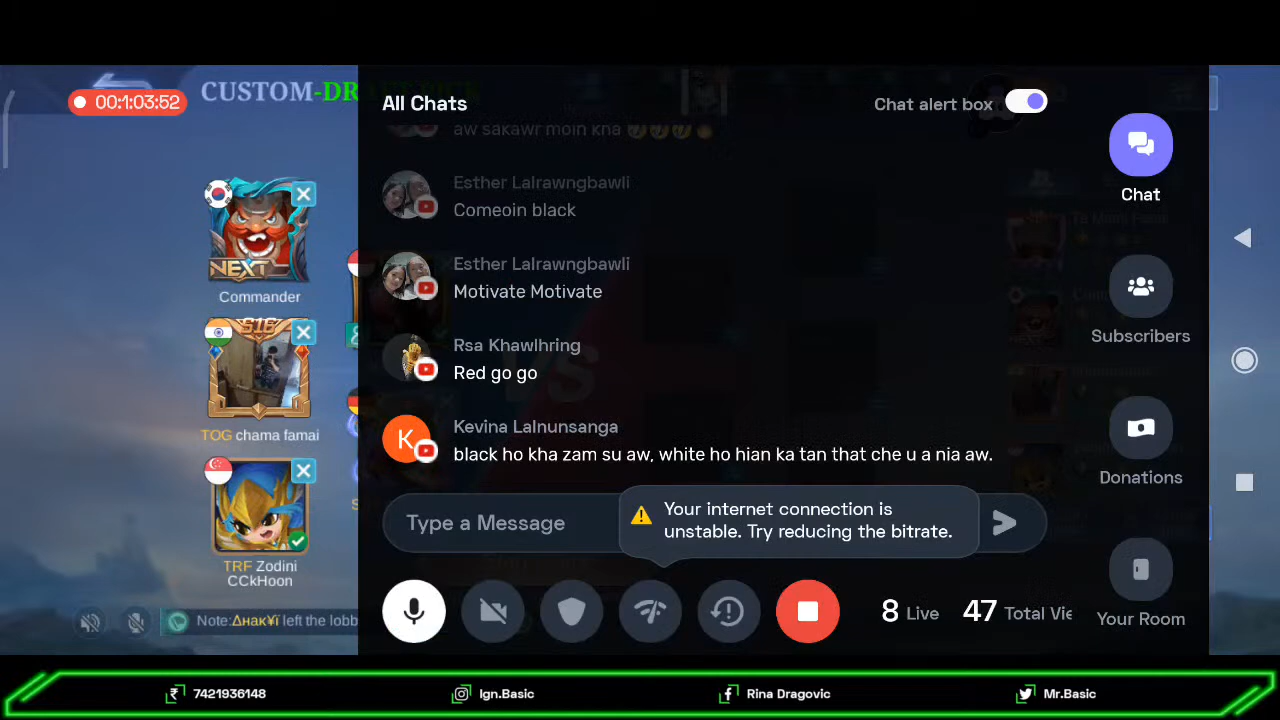 00:1:03:52
CUSTOM-DR
All Chats
Chat alert box
aw sakawr moin kna 🤣🤣🤣🔥
Esther Lalrawngbawli
Comeoin black
Chat
Esther Lalrawngbawli
Motivate Motivate
NEXT
Commander
Subscribers
Rsa Khawlhring
Red go go
S16
TOG chama famai
Kevina Lalnunsanga
black ho kha zam su aw, white ho hian ka tan that che u a nia aw.
Donations
Type a Message
Your internet connection is
unstable. Try reducing the bitrate.
TRF Zodini
CCkHoon
Note:Днак¥ї left the lobb
8 Live
47 Total Vie
Your Room
7421936148
Ign.Basic
Rina Dragovic
Mr.Basic